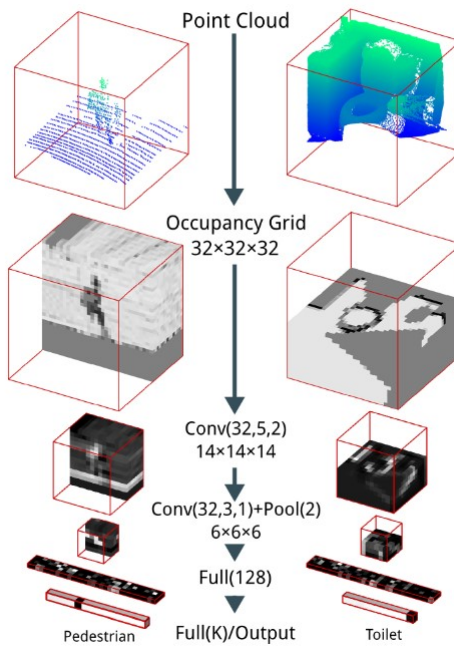 Point Cloud
Occupancy Grid
32×32×32
Conv(32,5,2)
14×14×14
Conv(32,3,1)+Pool(2)
6×6×6
Full(128)
Full(K)/Output
Pedestrian
Toilet